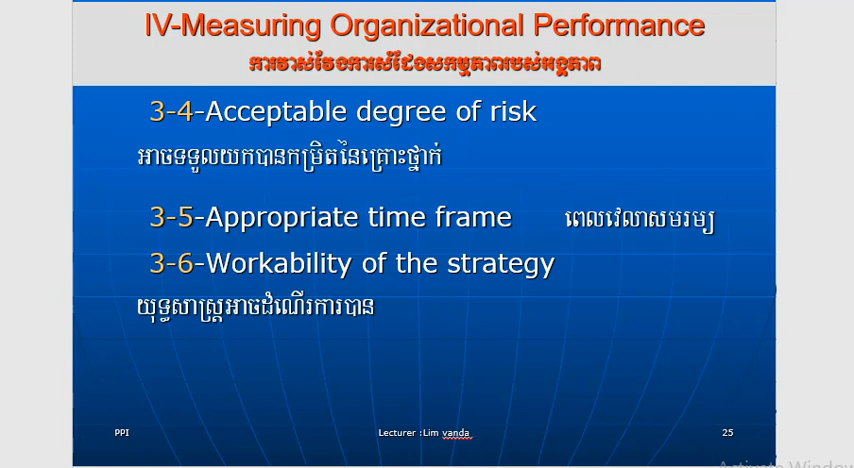 IV-Measuring Organizational Performance
ការវាស់វែងការសំដែងសកម្មភាពរបស់អង្គភាព
3-4-Acceptable degree of risk
អាចទទួលយកបានកម្រិតនៃគ្រោះថ្នាក់
3-5-Appropriate time frame ពេលវេលាសមរម្យ
3-6-Workability of the strategy
យុទ្ធសាស្ត្រអាចដំណើរការបាន
PPI Lecturer :Lim vanda 25